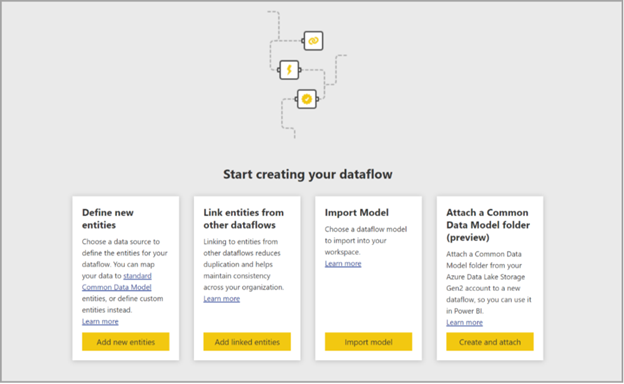 Start creating your dataflow
Define new
entities
Choose a data source to
define the entities for your
dataflow. You can map
your data to standard
Common Data Model
entities, or define custom
entities instead.
Learn more
Add new entities
Link entities from
other dataflows
Linking to entities from
other dataflows reduces
duplication and helps
maintain consistency
across your organization.
Learn more
Add linked entities
Import Model
Choose a dataflow model
to import into your
workspace.
Learn more
Import model
Attach a Common
Data Model folder
(preview)
Attach a Common Data
Model folder from your
Azure Data Lake Storage
Gen2 account to a new
dataflow, so you can use it
in Power BI.
Learn more
Create and attach